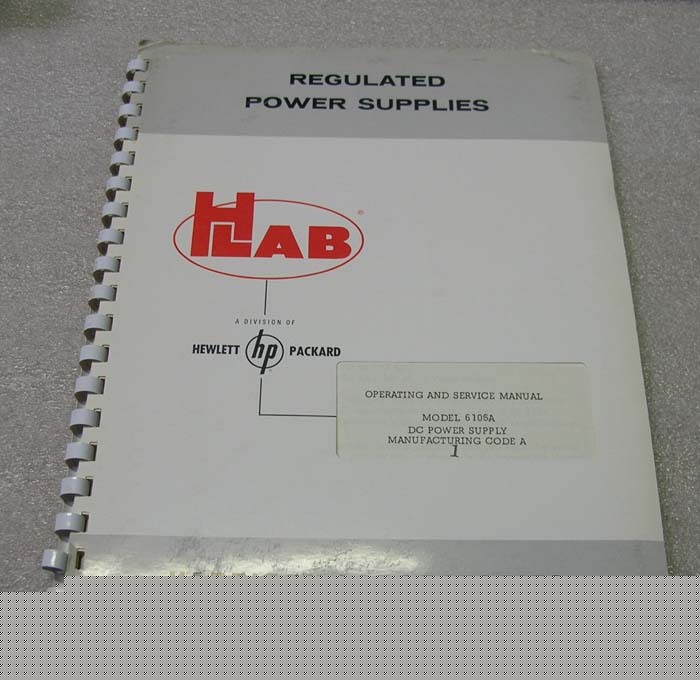 REGULATED
POWER SUPPLIES
HLAB ®
A DIVISION OF
HEWLETT hp PACKARD
OPERATING AND SERVICE MANUAL
MODEL 6106A
DC POWER SUPPLY
MANUFACTURING CODE A
1